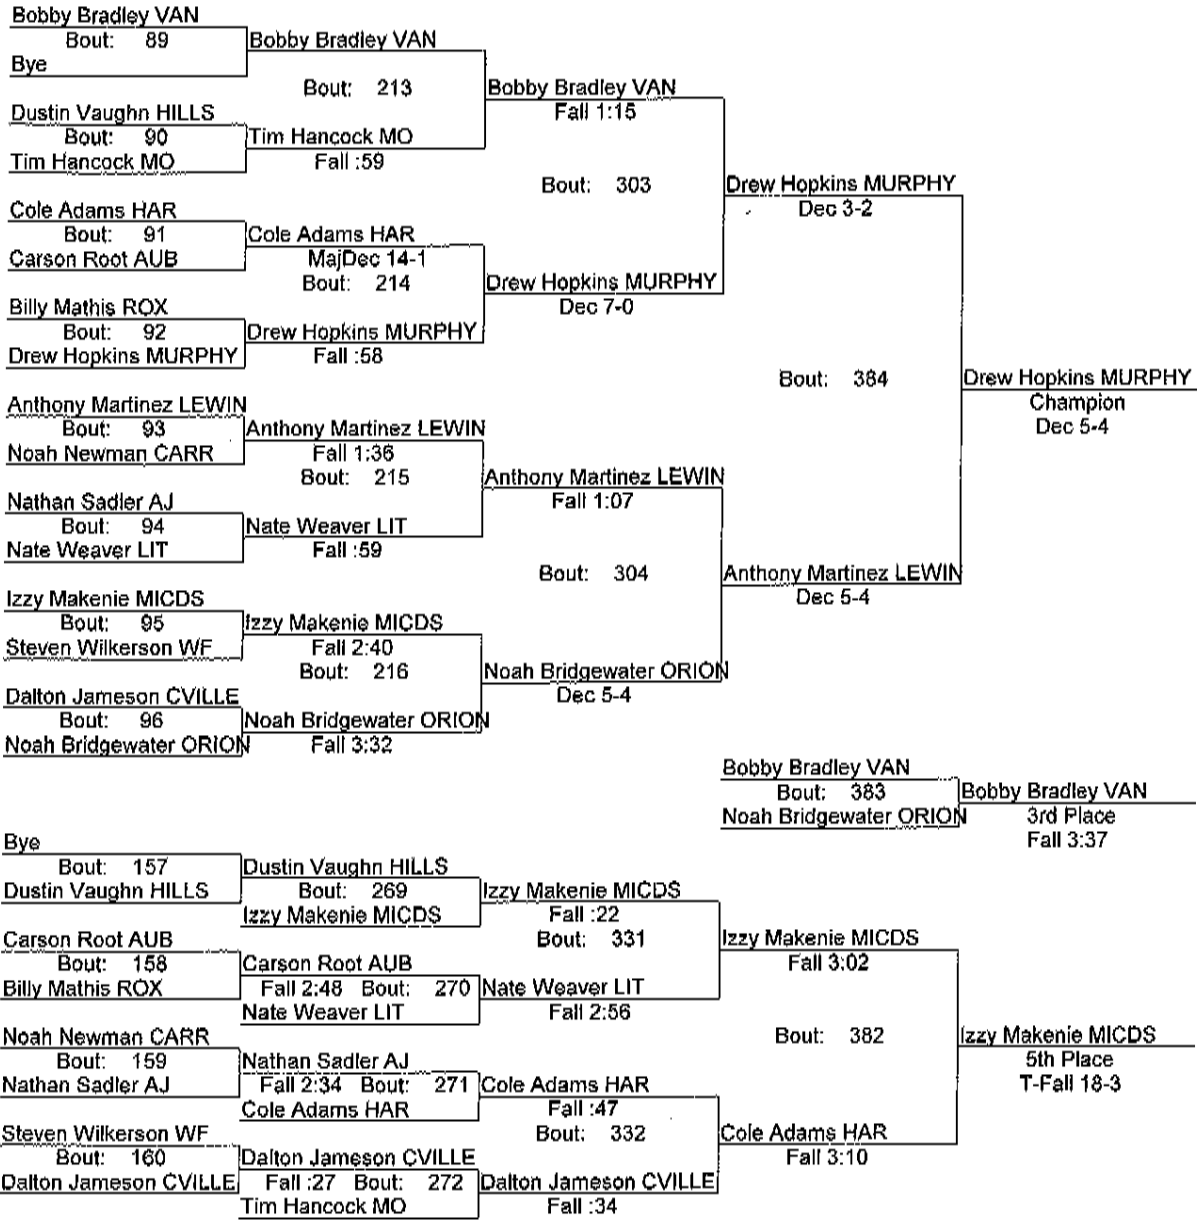 Bobby Bradley VAN
Bout: 89
Bye
Bobby Bradley VAN
Bout: 213
Dustin Vaughn HILLS
Bout: 90
Tim Hancock MO
Tim Hancock MO
Fall :59
Bobby Bradley VAN
Fall 1:15
Bout: 303
Cole Adams HAR
Bout: 91
Carson Root AUB
Cole Adams HAR
MajDec 14-1
Bout: 214
Billy Mathis ROX
Bout: 92
Drew Hopkins MURPHY
Drew Hopkins MURPHY
Fall :58
Drew Hopkins MURPHY
Dec 7-0
Drew Hopkins MURPHY
Dec 3-2
Bout: 384
Drew Hopkins MURPHY
Champion
Dec 5-4
Anthony Martinez LEWIN
Bout: 93
Noah Newman CARR
Anthony Martinez LEWIN
Fall 1:36
Bout: 215
Nathan Sadler AJ
Bout: 94
Nate Weaver LIT
Nate Weaver LIT
Fall :59
Anthony Martinez LEWIN
Fall 1:07
Bout: 304
Anthony Martinez LEWIN
Dec 5-4
Izzy Makenie MICDS
Bout: 95
Steven Wilkerson WF
Izzy Makenie MICDS
Fall 2:40
Bout: 216
Dalton Jameson CVILLE
Bout: 96
Noah Bridgewater ORION
Noah Bridgewater ORION
Fall 3:32
Noah Bridgewater ORION
Dec 5-4
Bobby Bradley VAN
Bout: 383
Noah Bridgewater ORION
Bobby Bradley VAN
3rd Place
Fall 3:37
Bye
Bout: 157
Dustin Vaughn HILLS
Dustin Vaughn HILLS
Bout: 269
Izzy Makenie MICDS
Izzy Makenie MICDS
Fall :22
Bout: 331
Carson Root AUB
Bout: 158
Billy Mathis ROX
Carson Root AUB
Fall 2:48 Bout: 270
Nate Weaver LIT
Nate Weaver LIT
Fall 2:56
Izzy Makenie MICDS
Fall 3:02
Bout: 382
Izzy Makenie MICDS
5th Place
T-Fall 18-3
Noah Newman CARR
Bout: 159
Nathan Sadler AJ
Nathan Sadler AJ
Fall 2:34 Bout: 271
Cole Adams HAR
Cole Adams HAR
Fall :47
Bout: 332
Cole Adams HAR
Fall 3:10
Steven Wilkerson WF
Bout: 160
Dalton Jameson CVILLE
Dalton Jameson CVILLE
Fall :27 Bout: 272
Tim Hancock MO
Dalton Jameson CVILLE
Fall :34